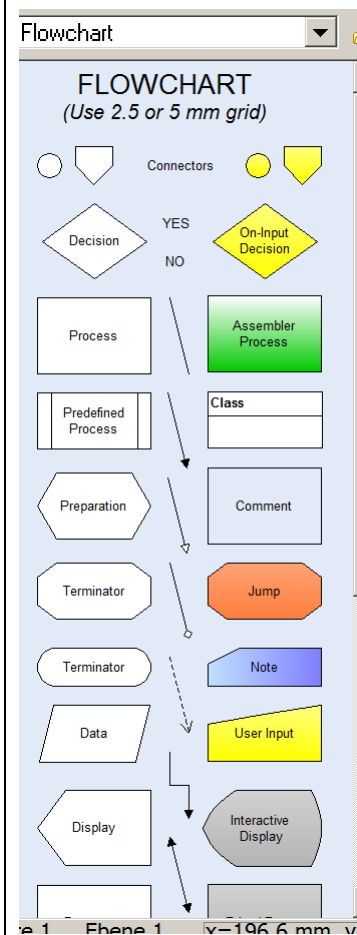 Flowchart
FLOWCHART
(Use 2.5 or 5 mm grid)
Connectors
Decision
YES
NO
On-Input
Decision
Process
Assembler
Process
Predefined
Process
Class
Preparation
Comment
Terminator
Jump
Terminator
Note
Data
User Input
Display
Interactive
Display
1 Ebene 1 x=196.6 mm